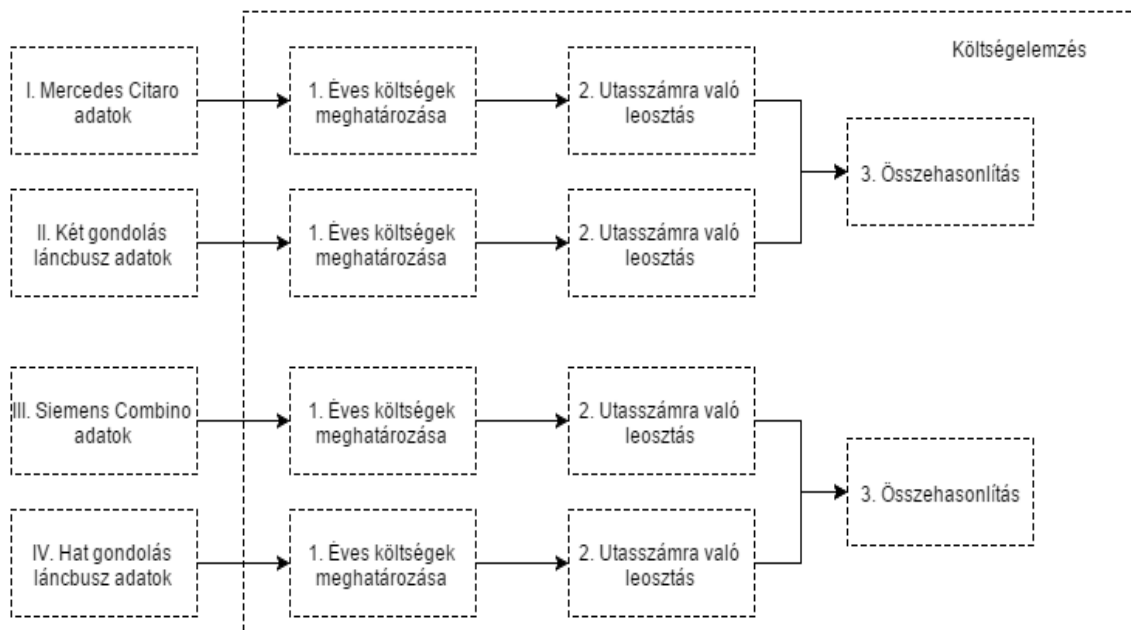 Költségelemzés
I. Mercedes Citaro
adatok
1. Éves költségek
meghatározása
2. Utasszámra való
leosztás
3. Összehasonlítás
II. Két gondolás
láncbusz adatok
1. Éves költségek
meghatározása
2. Utasszámra való
leosztás
III. Siemens Combino
adatok
1. Éves költségek
meghatározása
2. Utasszámra való
leosztás
3. Összehasonlítás
IV. Hat gondolás
láncbusz adatok
1. Éves költségek
meghatározása
2. Utasszámra való
leosztás